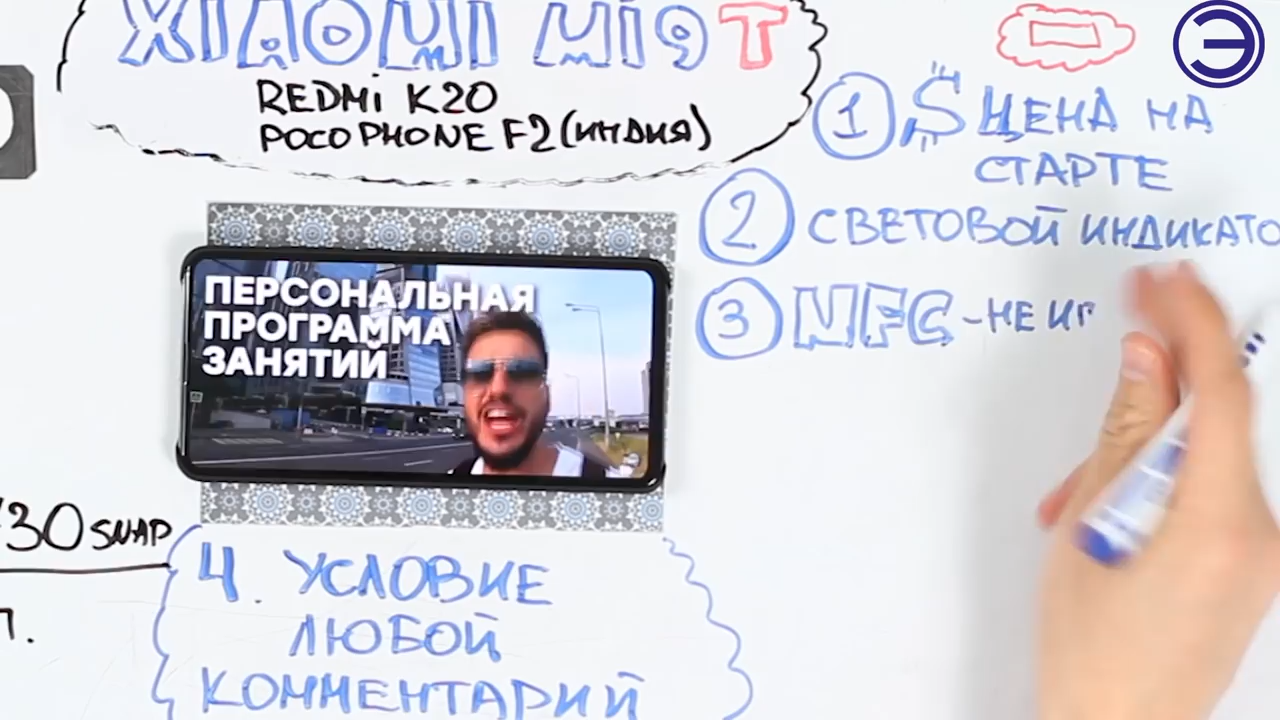 XIAOMI Mi9T
REDMi K20
POCOPHONE F2 (ИНДИЯ)
Э
1 $ ЦЕНА НА
СТАРТЕ
2 СВЕТОВОЙ ИНДИКАТО
3 NFC - НЕ
ПЕРСОНАЛЬНАЯ
ПРОГРАММА
ЗАНЯТИЙ
30 SNAP
4. УСЛОВИЕ
ЛЮБОЙ
КОММЕНТАРИЙ